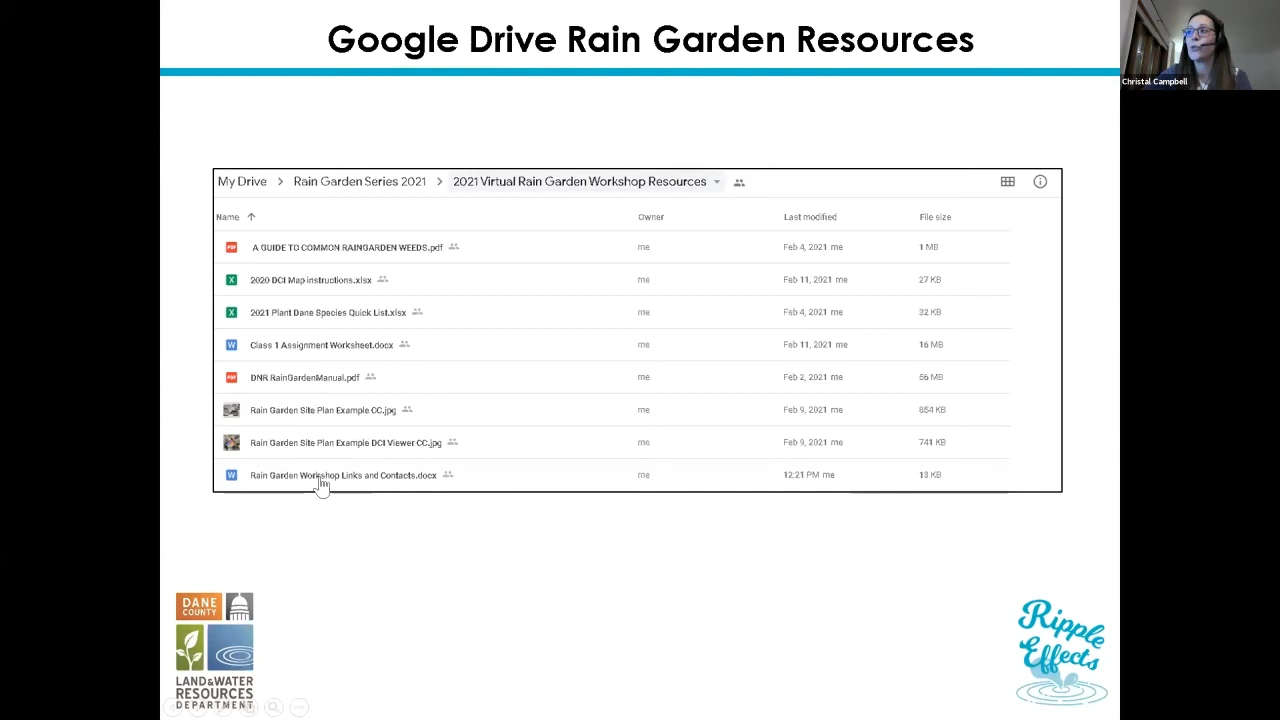 Google Drive Rain Garden Resources
Christal Campbell
My Drive > Rain Garden Series 2021 > 2021 Virtual Rain Garden Workshop Resources
Name Owner Last modified File size
PDF A GUIDE TO COMMON RAINGARDEN WEEDS.pdf me Feb 4, 2021 me 1 MB
X 2020 DCI Map instructions.xlsx me Feb 11, 2021 me 27 KB
X 2021 Plant Dane Species Quick List.xlsx me Feb 4, 2021 me 32 KB
W Class 1 Assignment Worksheet.docx me Feb 11, 2021 me 16 MB
PDF DNR RainGardenManual.pdf me Feb 2, 2021 me 56 MB
Rain Garden Site Plan Example CC.jpg me Feb 9, 2021 me 854 KB
Rain Garden Site Plan Example DCI Viewer CC.jpg me Feb 9, 2021 me 741 KB
W Rain Garden Workshop Links and Contacts.docx me 12:21 PM me 13 KB
DANE
COUNTY
LAND & WATER
RESOURCES
DEPARTMENT
Ripple
Effects